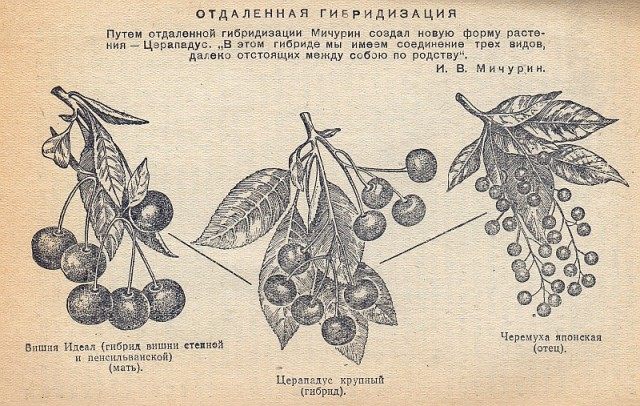 ОТДАЛЕННАЯ ГИБРИДИЗАЦИЯ
Путем отдаленной гибридизации Мичурин создал новую форму расте-
ния — Церападус. „В этом гибриде мы имеем соединение трех видов,
далеко отстоящих между собою по родству“.
И. В. Мичурин.
Вишня Идеал (гибрид вишни степной
и пенсильванской)
(мать).
Церападус крупный
(гибрид).
Черемуха японская
(отец).